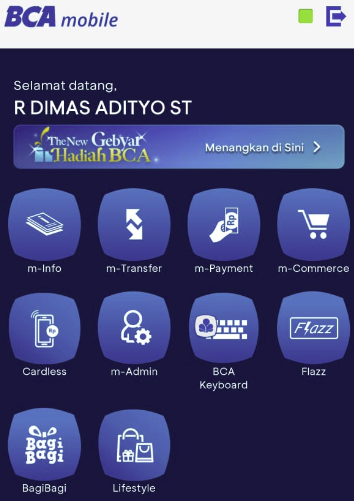 BCA mobile
Selamat datang,
R DIMAS ADITYO ST
The New Gebyar
Hadiah BCA
Menangkan di Sini
m-Info
m-Transfer
Rp
m-Payment
m-Commerce
Rp
Cardless
m-Admin
BCA
Keyboard
Flazz
Flazz
Bagi
Bagi
BagiBagi
Lifestyle